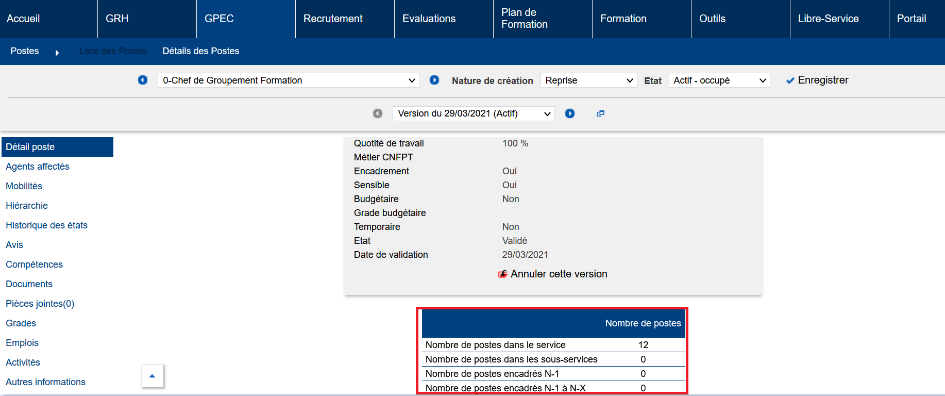 Accueil GRH GPEC Recrutement Evaluations Plan de Formation Formation Outils Libre-Service Portail
Postes Liste des Postes Détails des Postes
0-Chef de Groupement Formation Nature de création Reprise Etat Actif - occupé Enregistrer
Version du 29/03/2021 (Actif)
Détail poste
Agents affectés
Mobilités
Hiérarchie
Historique des états
Avis
Compétences
Documents
Pièces jointes(0)
Grades
Emplois
Activités
Autres informations
Quotité de travail 100 %
Métier CNFPT
Encadrement Oui
Sensible Oui
Budgétaire Non
Grade budgétaire
Temporaire Non
Etat Validé
Date de validation 29/03/2021
Annuler cette version
Nombre de postes
Nombre de postes dans le service 12
Nombre de postes dans les sous-services 0
Nombre de postes encadrés N-1 0
Nombre de postes encadrés N-1 à N-X 0